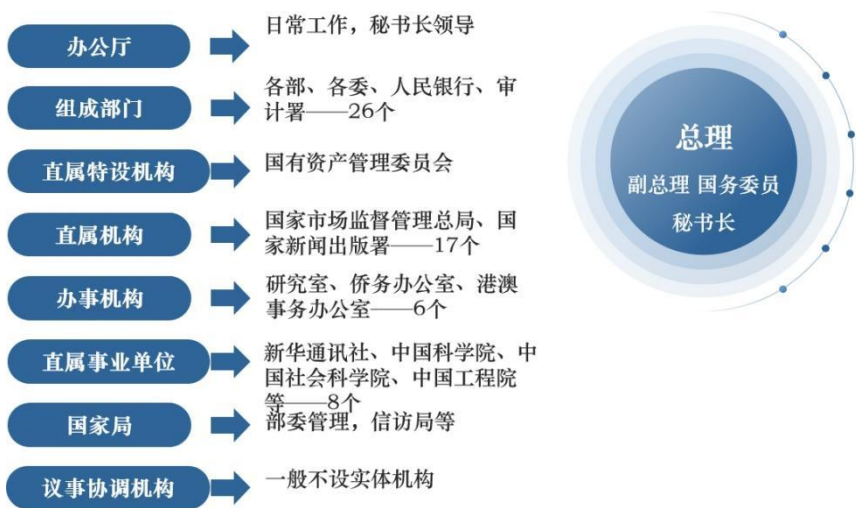 办公厅
日常工作，秘书长领导
组成部门
各部、各委、人民银行、审
计署——26个
直属特设机构
国有资产管理委员会
直属机构
国家市场监督管理总局、国
家新闻出版署——17个
办事机构
研究室、侨务办公室、港澳
事务办公室——6个
直属事业单位
新华通讯社、中国科学院、中
国社会科学院、中国工程院
等——8个
国家局
部委管理，信访局等
议事协调机构
一般不设实体机构
总理
副总理 国务委员
秘书长